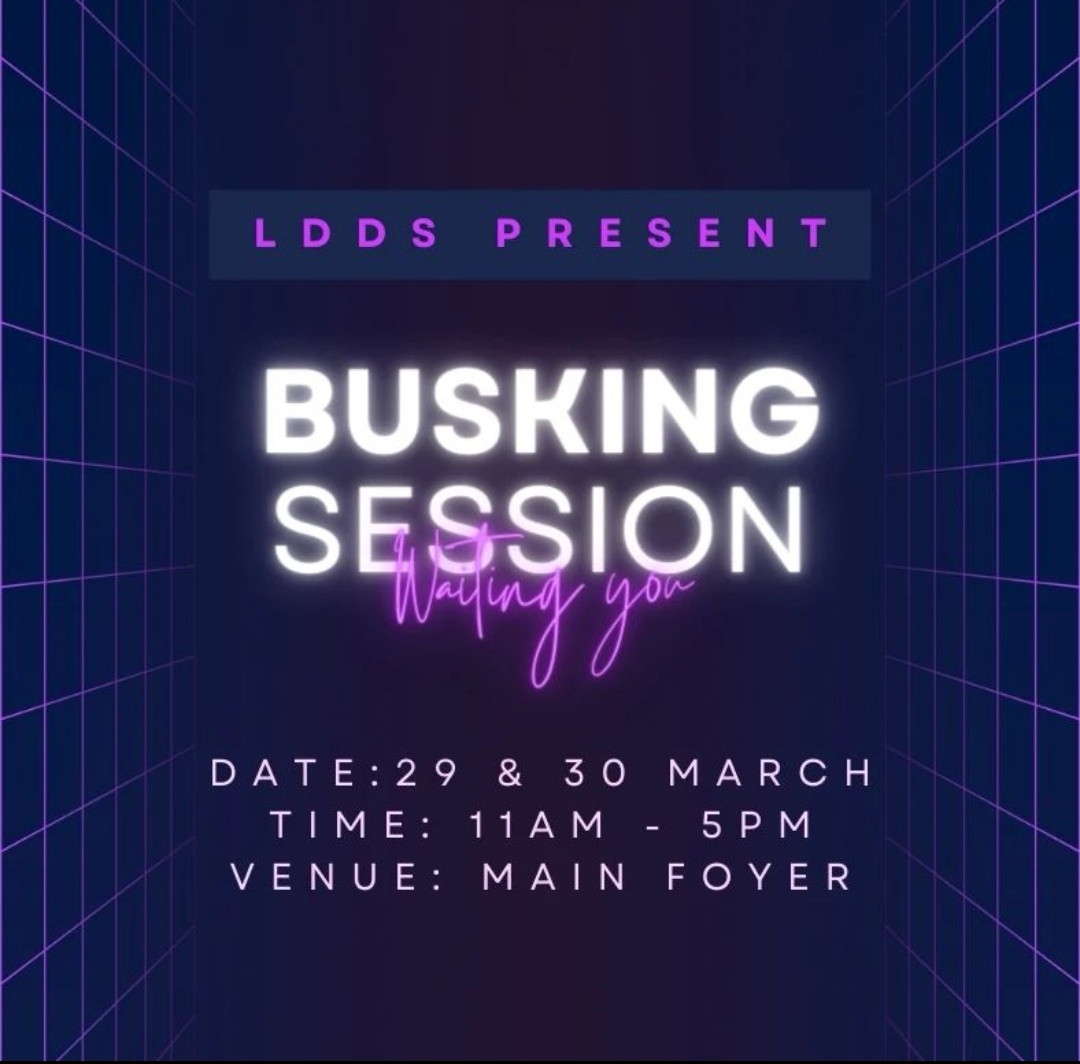 LDDS PRESENT
BUSKING
SESSION
Waiting you
DATE:29 & 30 MARCH
TIME: 11AM - 5PM
VENUE: MAIN FOYER